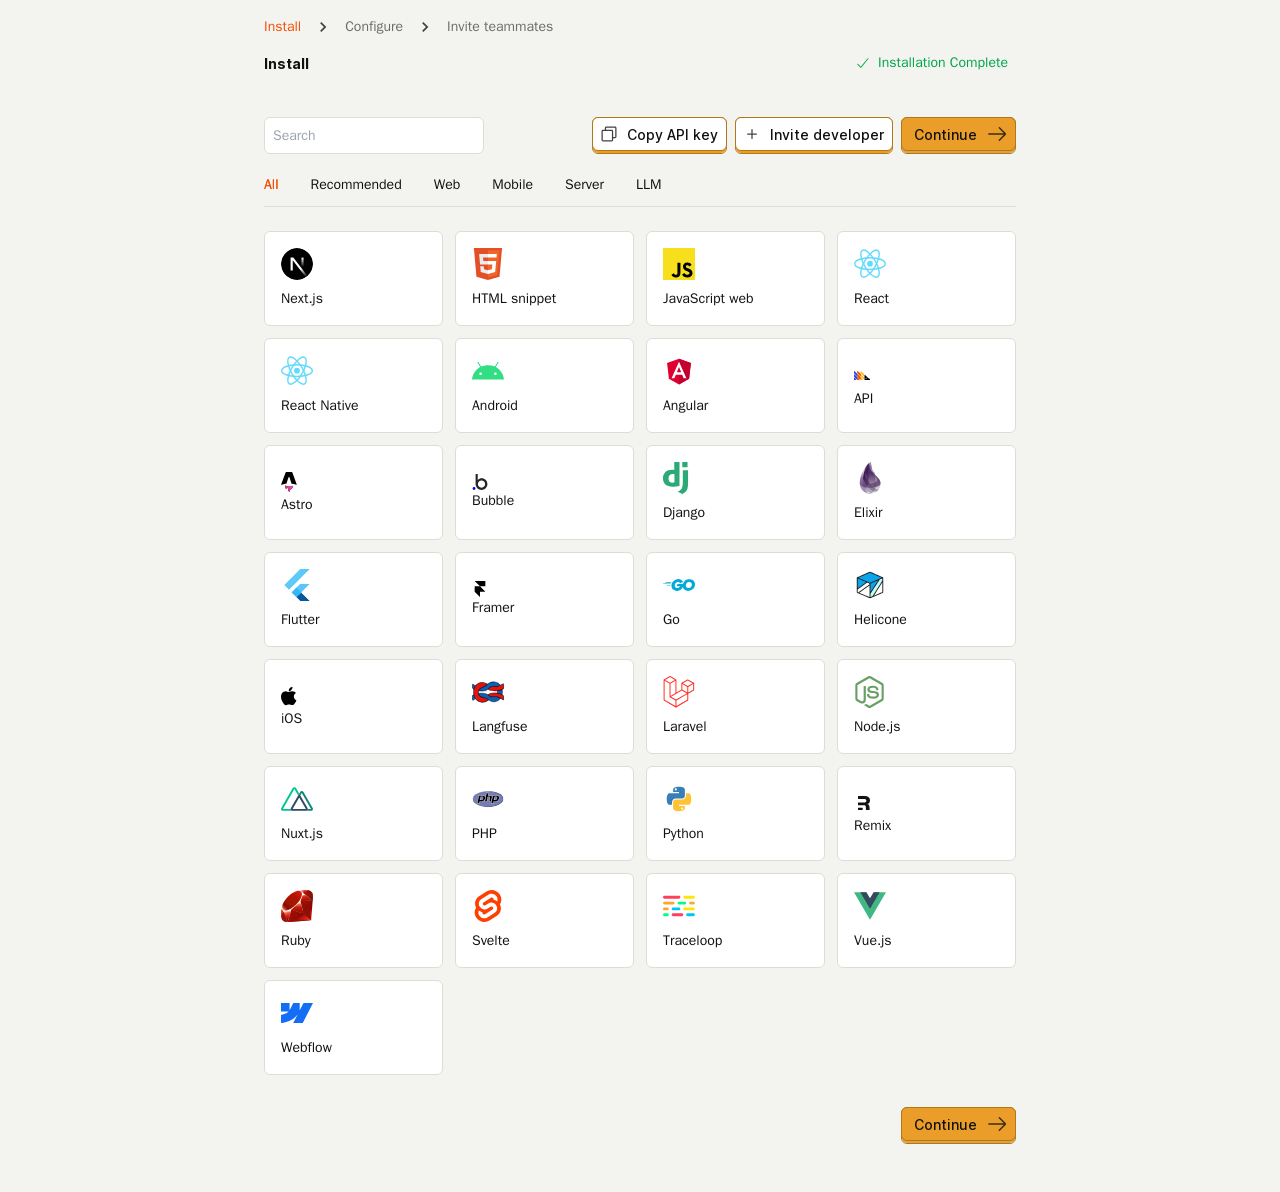 Install
Configure
Invite teammates
Install
Installation Complete
Search
Copy API key
Invite developer
Continue
All
Recommended
Web
Mobile
Server
LLM
Next.js
HTML snippet
JS
JavaScript web
React
React Native
Android
Angular
API
Astro
.b
Bubble
dj
Django
Elixir
Flutter
Framer
GO
Go
Helicone
iOS
Langfuse
Laravel
JS
Node.js
Nuxt.js
php
PHP
Python
Remix
Ruby
Svelte
Traceloop
Vue.js
Webflow
Continue